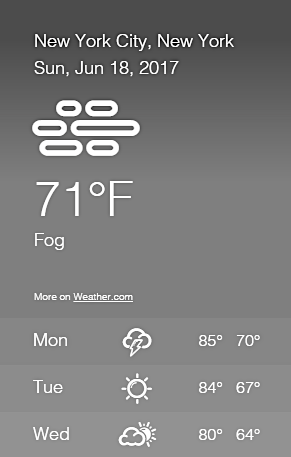 New York City, New York
Sun, Jun 18, 2017
71°F
Fog
More on Weather.com
Mon 85° 70°
Tue 84° 67°
Wed 80° 64°